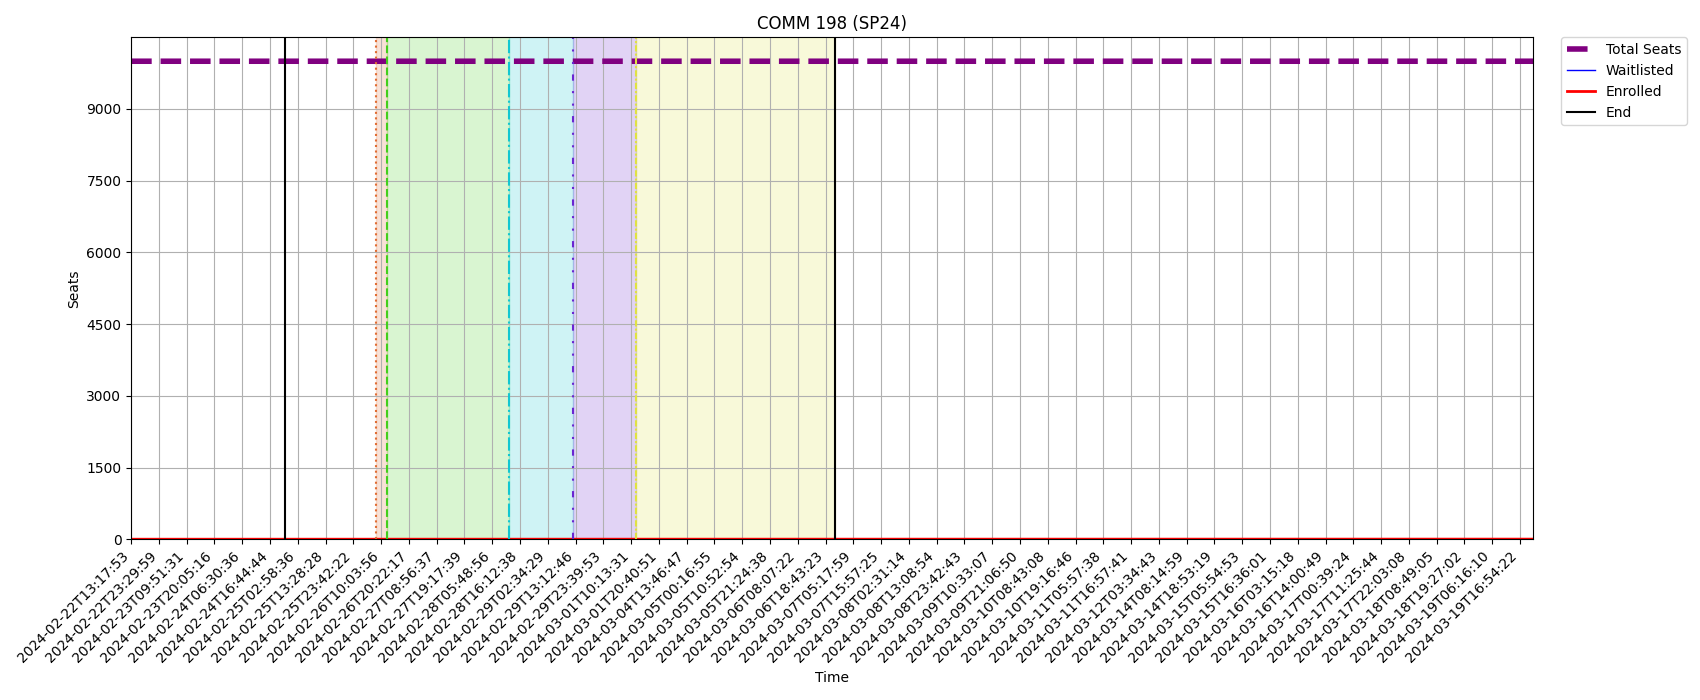 COMM 198 (SP24)
Total Seats
Waitlisted
Enrolled
End
Seats
9000
7500
6000
4500
3000
1500
0
2024-02-22T13:17:53
2024-02-22T23:29:59
2024-02-23T09:51:31
2024-02-23T20:05:16
2024-02-24T06:30:36
2024-02-24T16:44:44
2024-02-25T02:58:36
2024-02-25T13:28:28
2024-02-25T23:42:22
2024-02-26T10:03:56
2024-02-26T20:22:17
2024-02-27T08:56:37
2024-02-27T19:17:39
2024-02-28T05:48:56
2024-02-28T16:12:38
2024-02-29T02:34:29
2024-02-29T13:12:46
2024-02-29T23:39:53
2024-03-01T10:13:31
2024-03-01T20:40:51
2024-03-04T13:46:47
2024-03-05T00:16:55
2024-03-05T10:52:54
2024-03-05T21:24:38
2024-03-06T08:07:22
2024-03-06T18:43:23
2024-03-07T05:17:59
2024-03-07T15:57:25
2024-03-08T02:31:14
2024-03-08T13:08:54
2024-03-08T23:42:43
2024-03-09T10:33:07
2024-03-09T21:06:50
2024-03-10T08:43:08
2024-03-10T19:16:46
2024-03-11T05:57:38
2024-03-11T16:57:41
2024-03-12T03:34:43
2024-03-14T08:14:59
2024-03-14T18:53:19
2024-03-15T05:54:53
2024-03-15T16:36:01
2024-03-16T03:15:18
2024-03-16T14:00:49
2024-03-17T00:39:24
2024-03-17T11:25:44
2024-03-17T22:03:08
2024-03-18T08:49:05
2024-03-18T19:27:02
2024-03-19T06:16:10
2024-03-19T16:54:22
Time